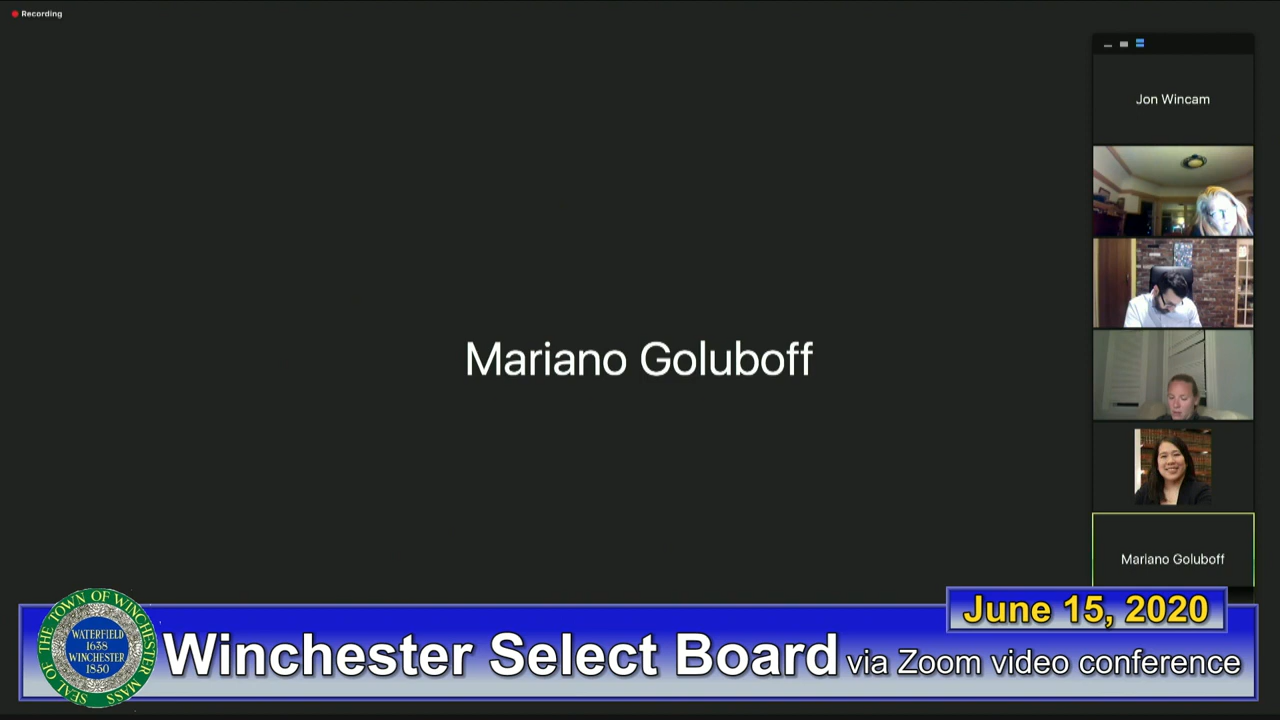 Recording
Jon Wincam
Mariano Goluboff
Mariano Goluboff
June 15, 2020
SEAL OF THE TOWN OF WINCHESTER MASS
WATERFIELD
1638
WINCHESTER
1850
Winchester Select Board via Zoom video conference